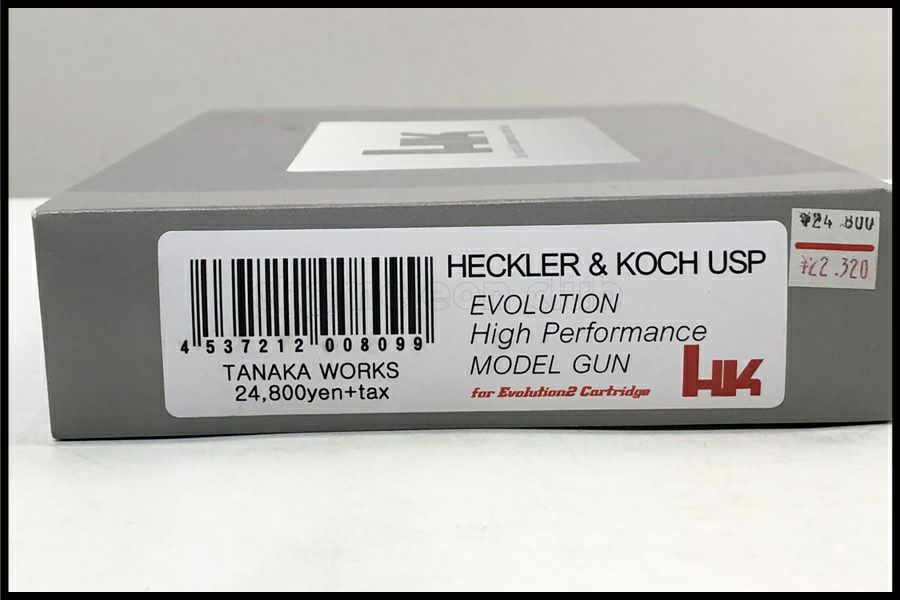 HK
¥24.800
¥22.320
HECKLER & KOCH USP
EVOLUTION
High Performance
MODEL GUN
for Evolution2 Cartridge
HK
4 537212 008099
TANAKA WORKS
24,800yen+tax